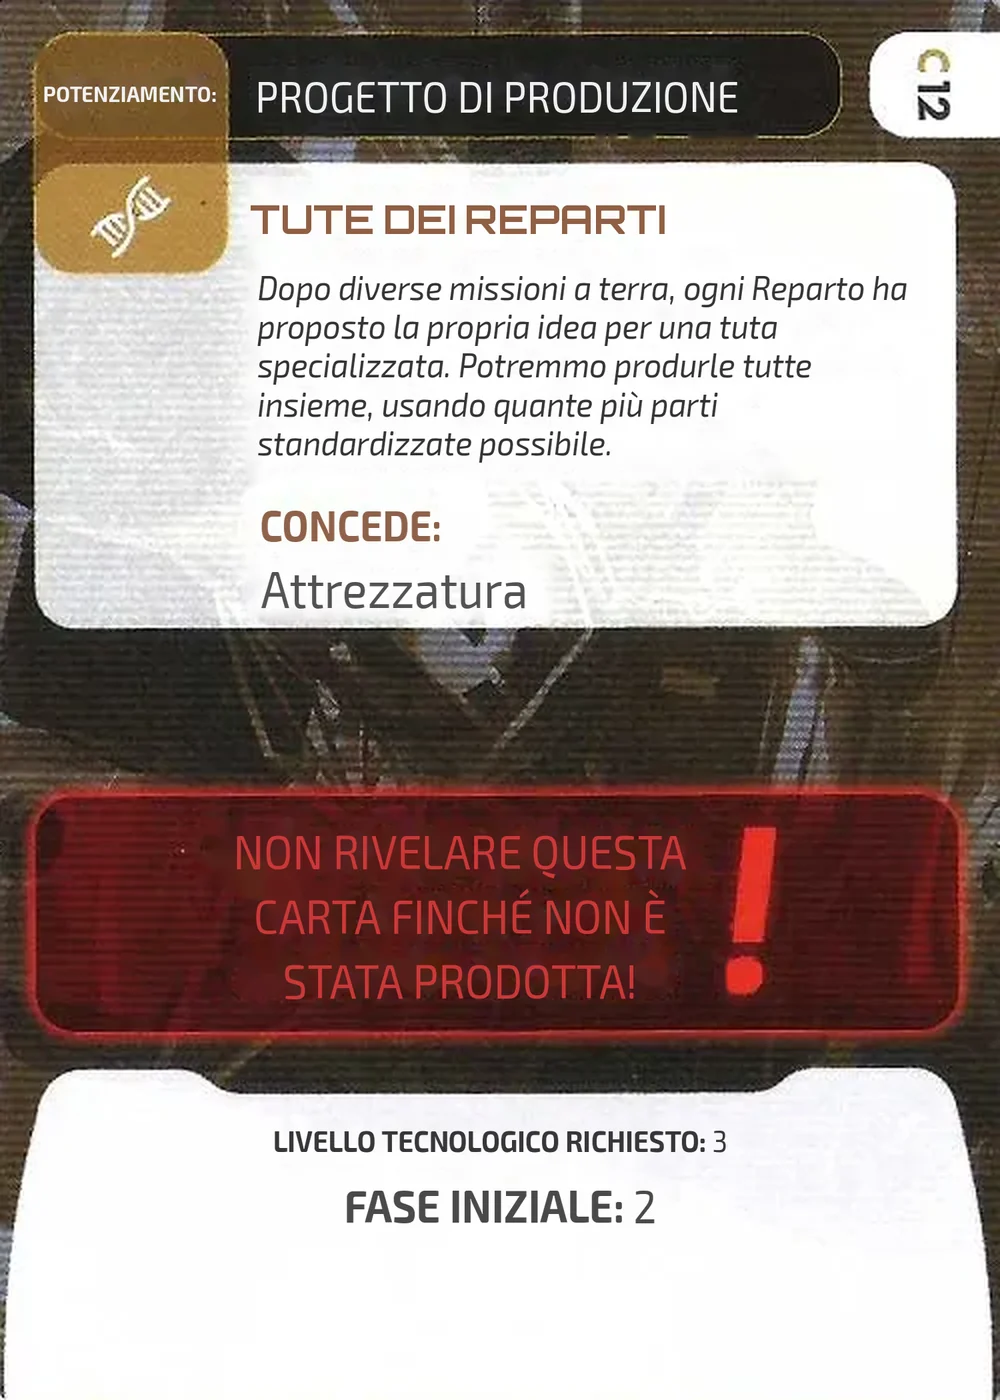 POTENZIAMENTO:
PROGETTO DI PRODUZIONE
C12
TUTE DEI REPARTI
Dopo diverse missioni a terra, ogni Reparto ha
proposto la propria idea per una tuta
specializzata. Potremmo produrle tutte
insieme, usando quante più parti
standardizzate possibile.
CONCEDE:
Attrezzatura
NON RIVELARE QUESTA
CARTA FINCHÉ NON È
STATA PRODOTTA!
LIVELLO TECNOLOGICO RICHIESTO: 3
FASE INIZIALE: 2